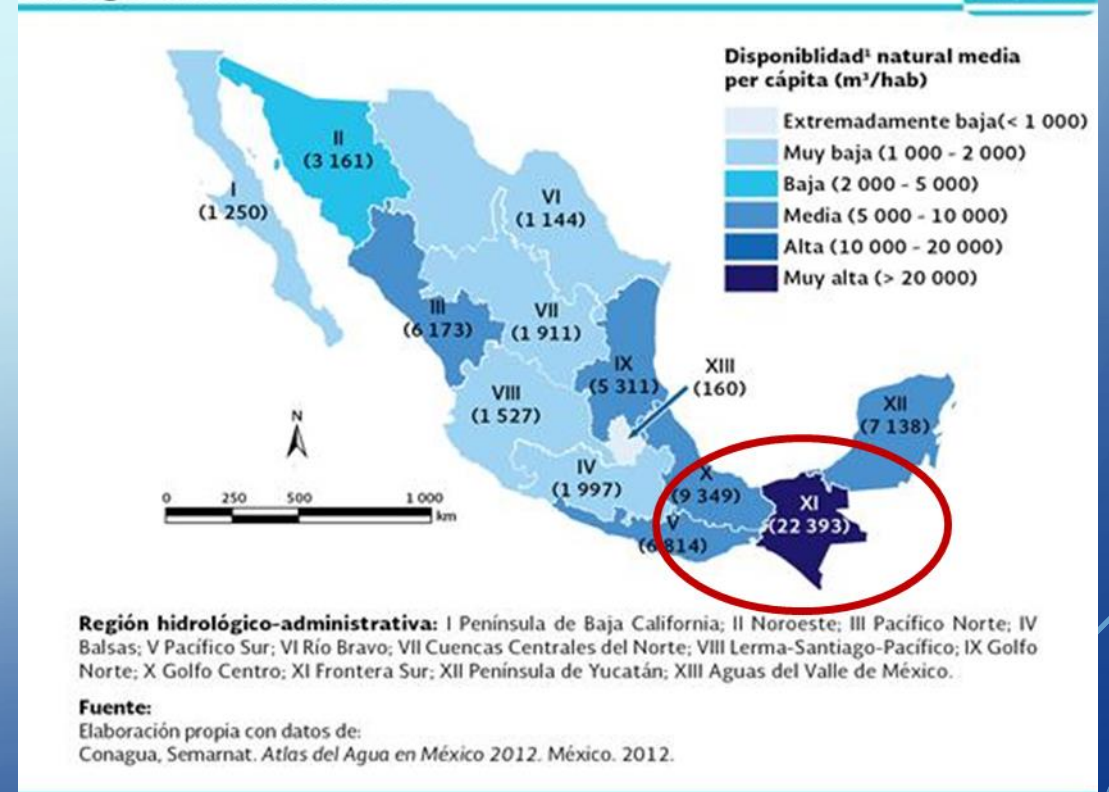 Disponiblidad¹ natural media
per cápita (m³/hab)
Extremadamente baja(< 1 000)
Muy baja (1 000 - 2 000)
Baja (2 000 - 5 000)
Media (5 000 - 10 000)
Alta (10 000 - 20 000)
Muy alta (> 20 000)
II
(3 161)
I
(1 250)
VI
(1 144)
III
(6 173)
VII
(1 911)
IX
(5 311)
XIII
(160)
VIII
(1 527)
XII
(7 138)
IV
(1 997)
X
(9 349)
XI
(22 393)
V
(6 814)
N
0 250 500 1 000
km
Región hidrológico-administrativa: I Península de Baja California; II Noroeste; III Pacífico Norte; IV
Balsas; V Pacífico Sur; VI Río Bravo; VII Cuencas Centrales del Norte; VIII Lerma-Santiago-Pacífico; IX Golfo
Norte; X Golfo Centro; XI Frontera Sur; XII Península de Yucatán; XIII Aguas del Valle de México.
Fuente:
Elaboración propia con datos de:
Conagua, Semarnat. Atlas del Agua en México 2012. México. 2012.